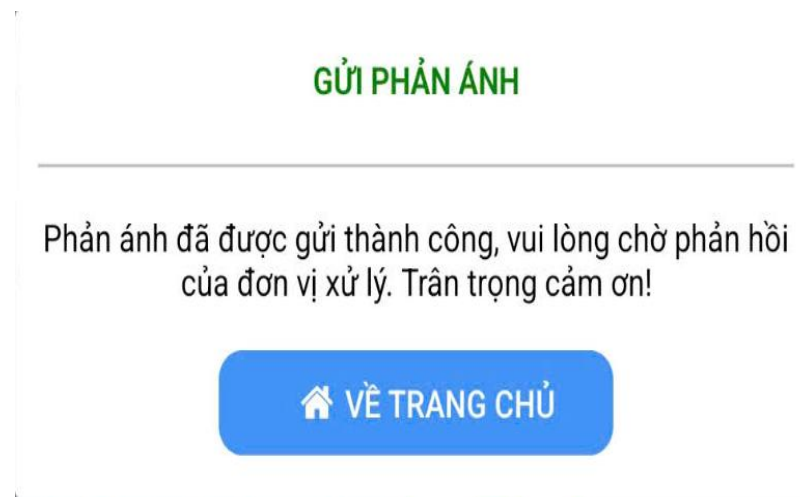 GỬI PHẢN ÁNH
Phản ánh đã được gửi thành công, vui lòng chờ phản hồi
của đơn vị xử lý. Trân trọng cảm ơn!
VỀ TRANG CHỦ